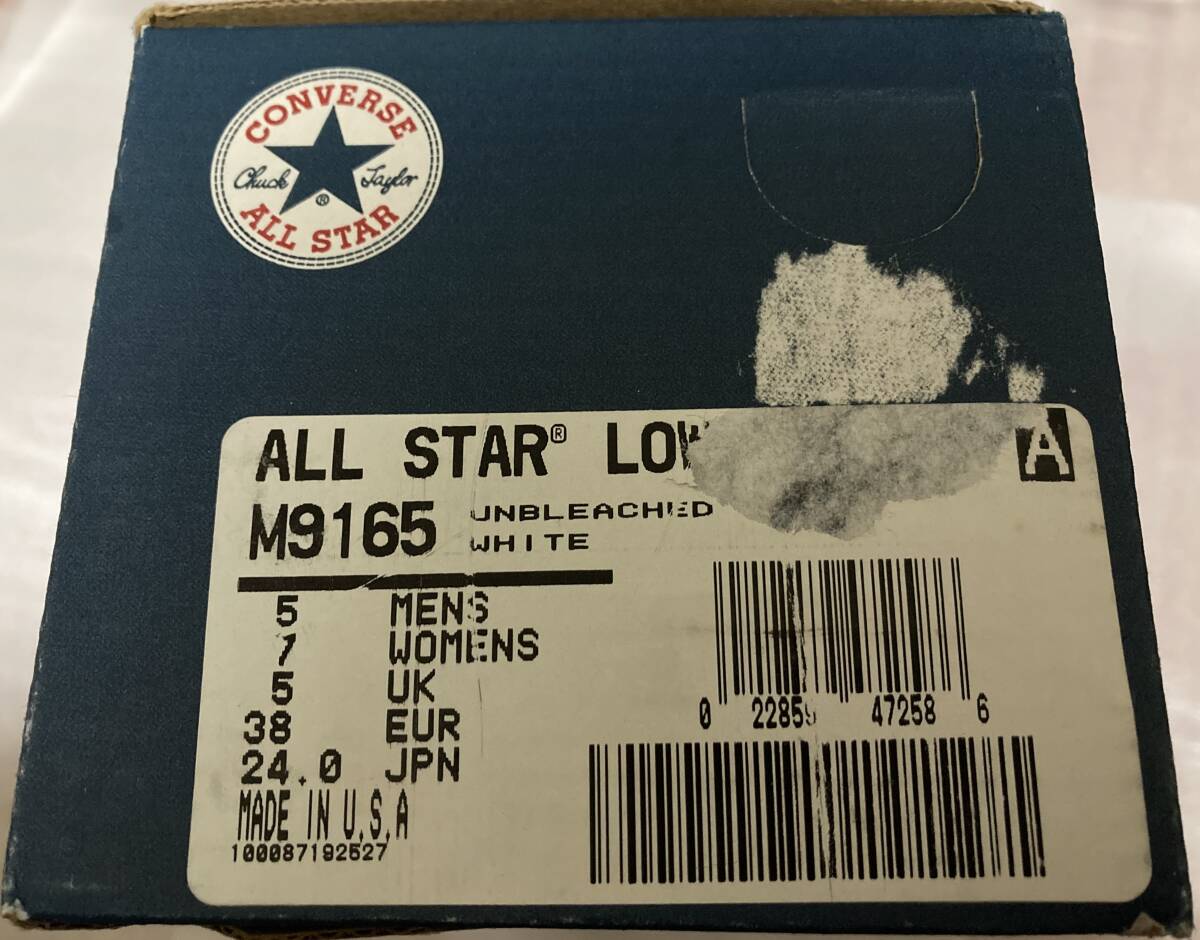 CONVERSE
Chuck Taylor
®
ALL STAR
ALL STAR® LOW
A
M9165 UNBLEACHED
WHITE
5 MENS
7 WOMENS
5 UK
38 EUR
24.0 JPN
MADE IN U.S.A
100087192527
0 22859 47258 6